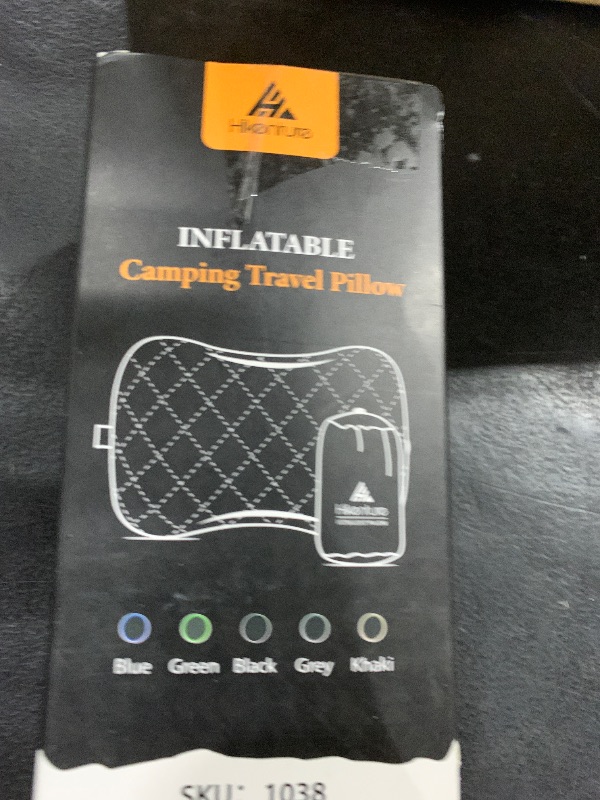 Hikenture
INFLATABLE
Camping Travel Pillow
Hikenture
Blue Green Black Grey Khaki
SKU: 1038